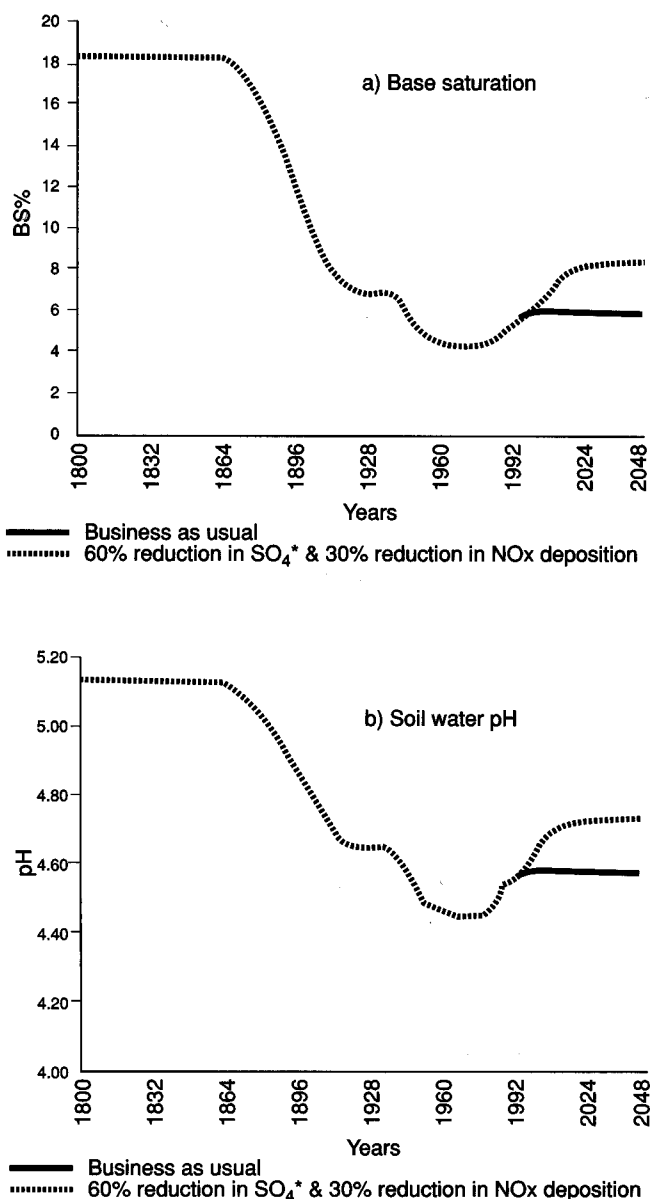 20
18
a) Base saturation
16
14
12
BS%
10
8
6
4
2
0
1800 1832 1864 1896 1928 1960 1992 2024 2048
Years
Business as usual
60% reduction in SO4* & 30% reduction in NOx deposition
5.20
5.00
b) Soil water pH
4.80
pH
4.60
4.40
4.20
4.00
1800 1832 1864 1896 1928 1960 1992 2024 2048
Years
Business as usual
60% reduction in SO4* & 30% reduction in NOx deposition